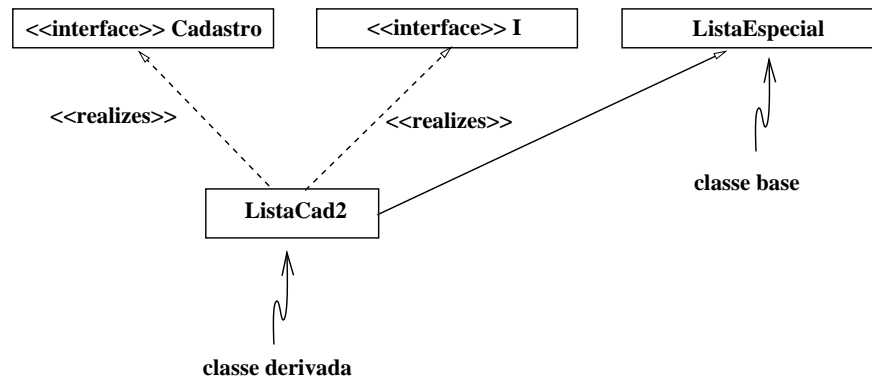 <<interface>> Cadastro
<<interface>> I
ListaEspecial
<<realizes>>
<<realizes>>
classe base
ListaCad2
classe derivada